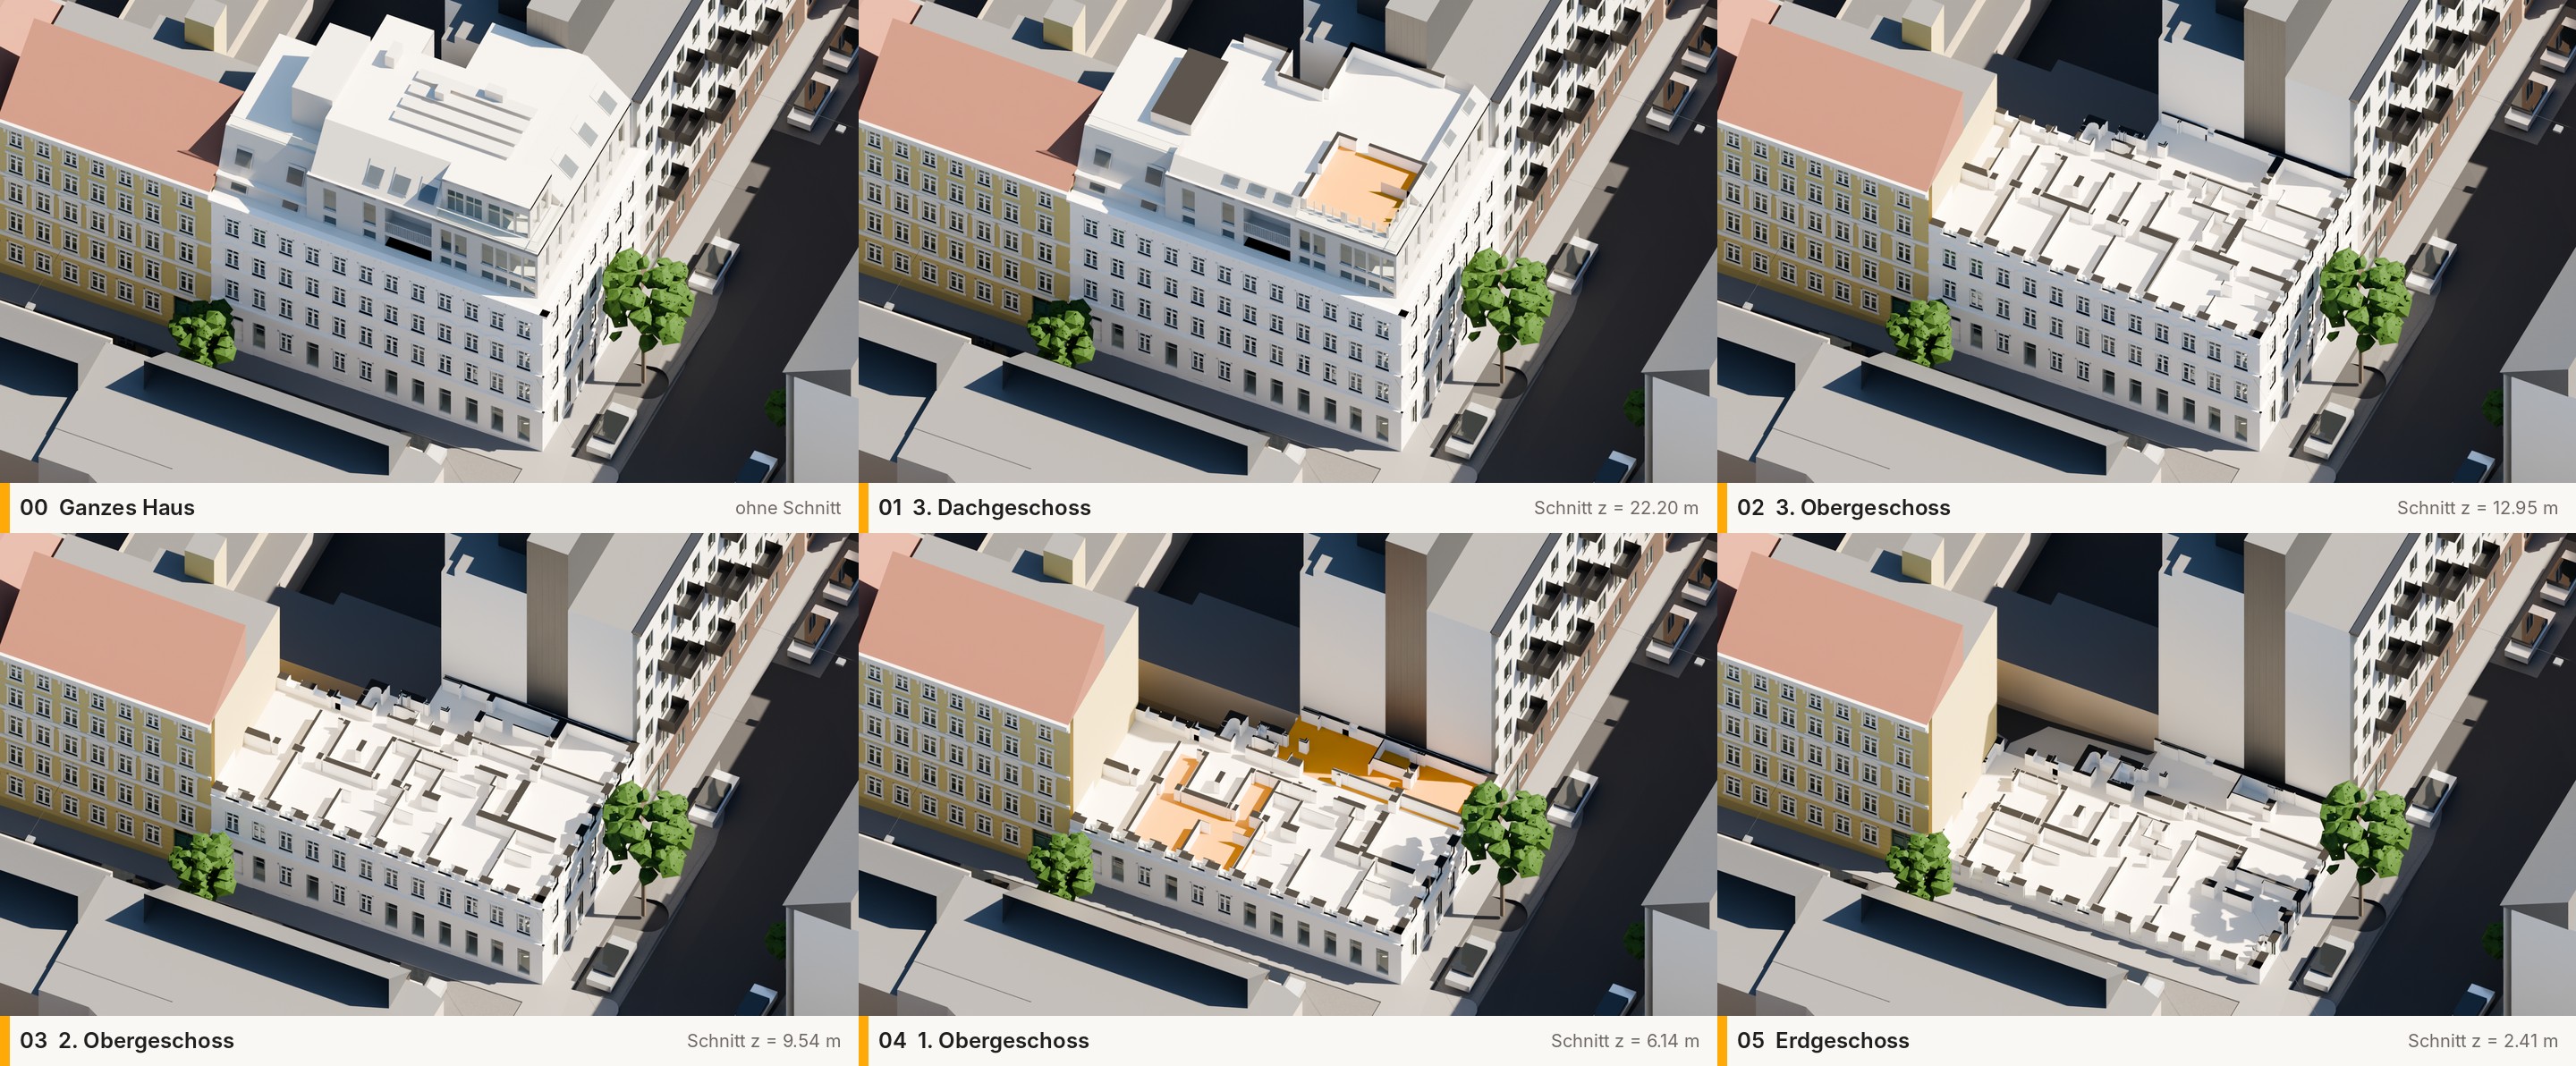 00 Ganzes Haus
ohne Schnitt
01 3. Dachgeschoss
Schnitt z = 22.20 m
02 3. Obergeschoss
Schnitt z = 12.95 m
03 2. Obergeschoss
Schnitt z = 9.54 m
04 1. Obergeschoss
Schnitt z = 6.14 m
05 Erdgeschoss
Schnitt z = 2.41 m